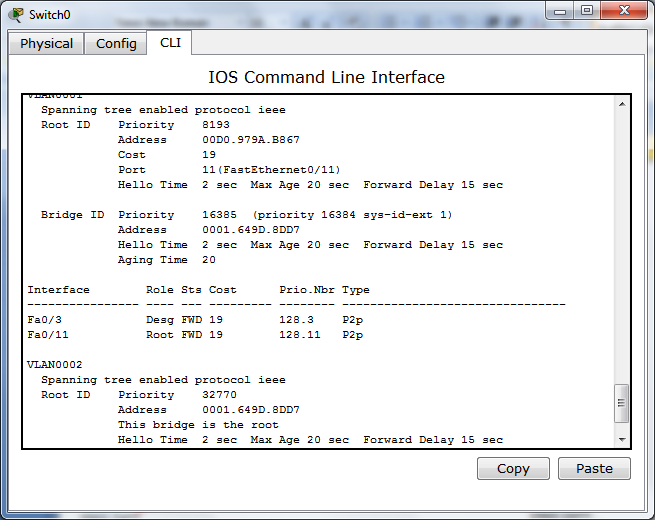 Switch0
Physical Config CLI
IOS Command Line Interface
VLAN0001
Spanning tree enabled protocol ieee
Root ID Priority 8193
Address 00D0.979A.B867
Cost 19
Port 11(FastEthernet0/11)
Hello Time 2 sec Max Age 20 sec Forward Delay 15 sec
Bridge ID Priority 16385 (priority 16384 sys-id-ext 1)
Address 0001.649D.8DD7
Hello Time 2 sec Max Age 20 sec Forward Delay 15 sec
Aging Time 20
Interface Role Sts Cost Prio.Nbr Type
---------------- ---- --- --------- -------- --------------------------------
Fa0/3 Desg FWD 19 128.3 P2p
Fa0/11 Root FWD 19 128.11 P2p
VLAN0002
Spanning tree enabled protocol ieee
Root ID Priority 32770
Address 0001.649D.8DD7
This bridge is the root
Hello Time 2 sec Max Age 20 sec Forward Delay 15 sec
Copy Paste